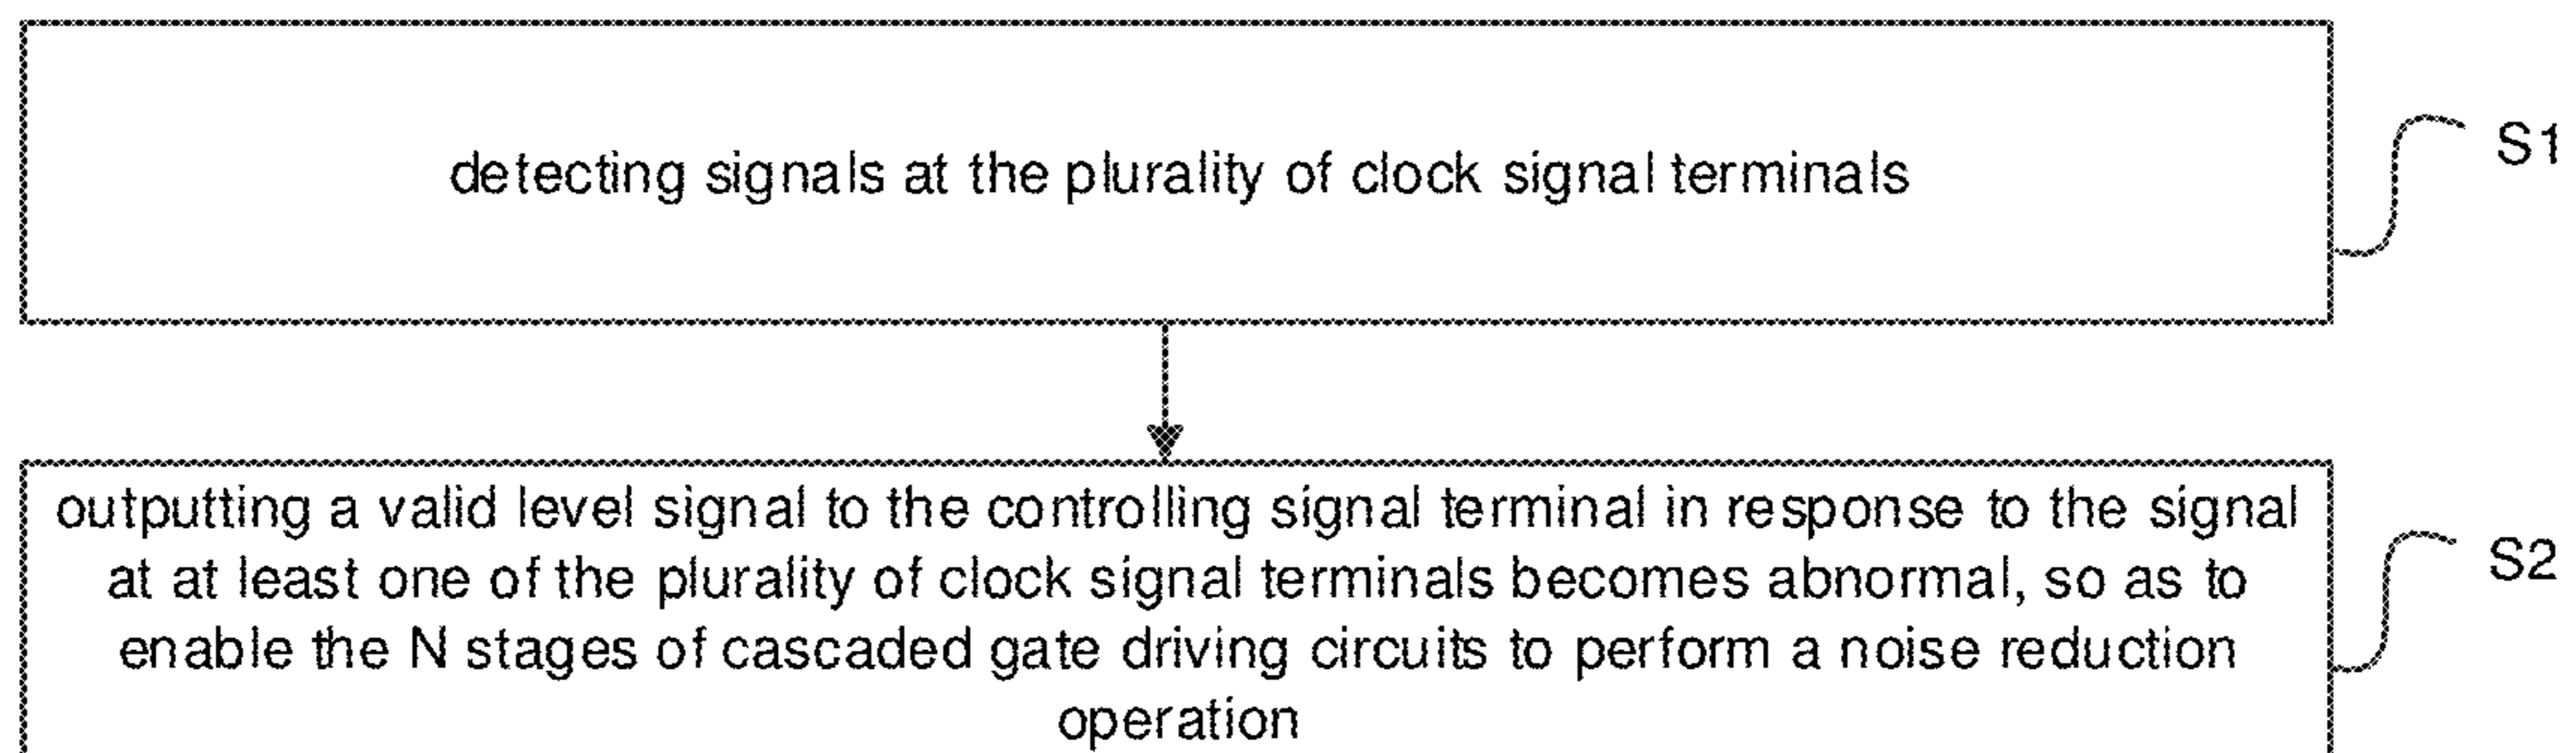 detecting signals at the plurality of clock signal terminals
S1
outputting a valid level signal to the controlling signal terminal in response to the signal
at at least one of the plurality of clock signal terminals becomes abnormal, so as to
enable the N stages of cascaded gate driving circuits to perform a noise reduction
operation
S2